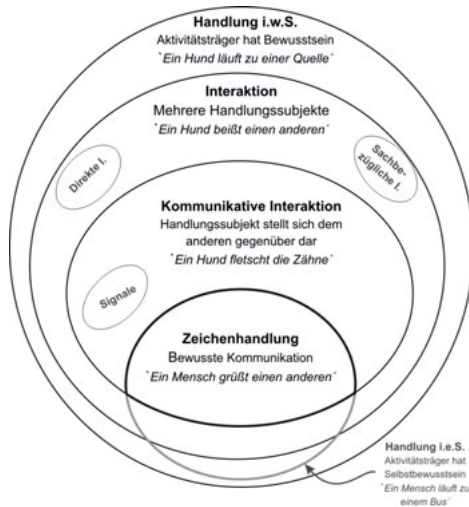 Handlung i.w.S.
Aktivitätsträger hat Bewusstsein
`Ein Hund läuft zu einer Quelle´
Interaktion
Mehrere Handlungssubjekte
`Ein Hund beißt einen anderen´
Direkte I.
Sachbe-
zügliche I.
Kommunikative Interaktion
Handlungssubjekt stellt sich dem
anderen gegenüber dar
`Ein Hund fletscht die Zähne´
Signale
Zeichenhandlung
Bewusste Kommunikation
`Ein Mensch grüßt einen anderen´
Handlung i.e.S.
Aktivitätsträger hat
Selbstbewusstsein
`Ein Mensch läuft zu
einem Bus´